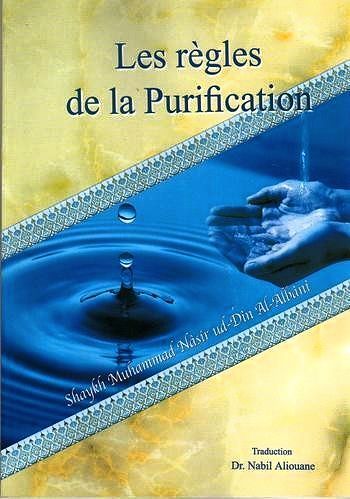 Les règles
de la Purification
Shaykh Muhammad Nâsir ud-Dîn Al-Albânî
Traduction
Dr. Nabil Aliouane